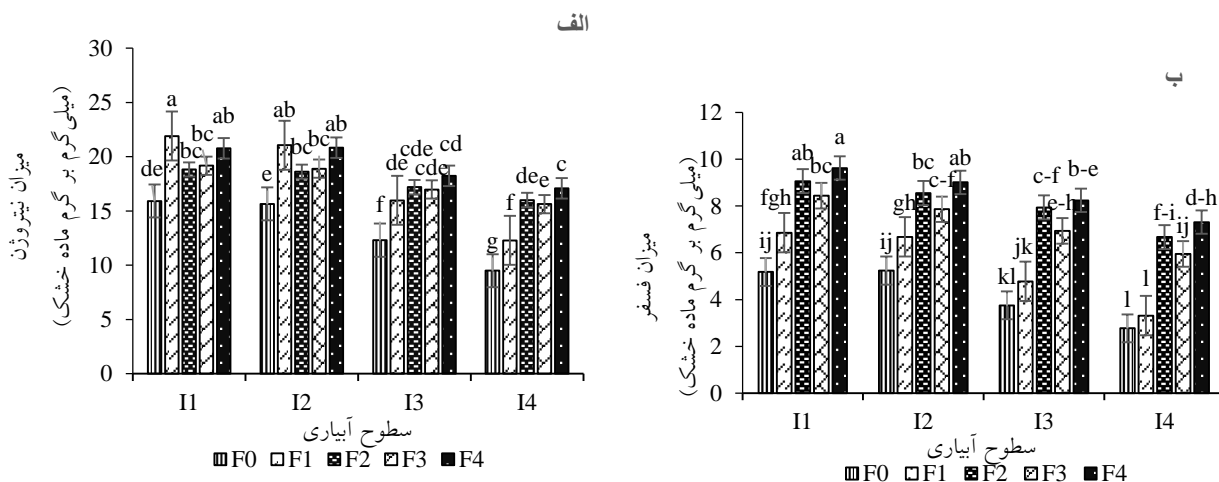 الف
میزان نیتروژن
(میلی‌گرم بر گرم ماده خشک)
30
25
20
15
10
5
0
de a bc bc ab
e ab bc bc ab
f de cde cde cd
g f de e c
I1 I2 I3 I4
سطوح آبیاری
F0 F1 F2 F3 F4
ب
میزان فسفر
(میلی‌گرم بر گرم ماده خشک)
12
10
8
6
4
2
0
ij fgh ab bc a
ij gh bc c-f ab
kl jk c-f e-h b-e
l l f-i ij d-h
I1 I2 I3 I4
سطوح آبیاری
F0 F1 F2 F3 F4